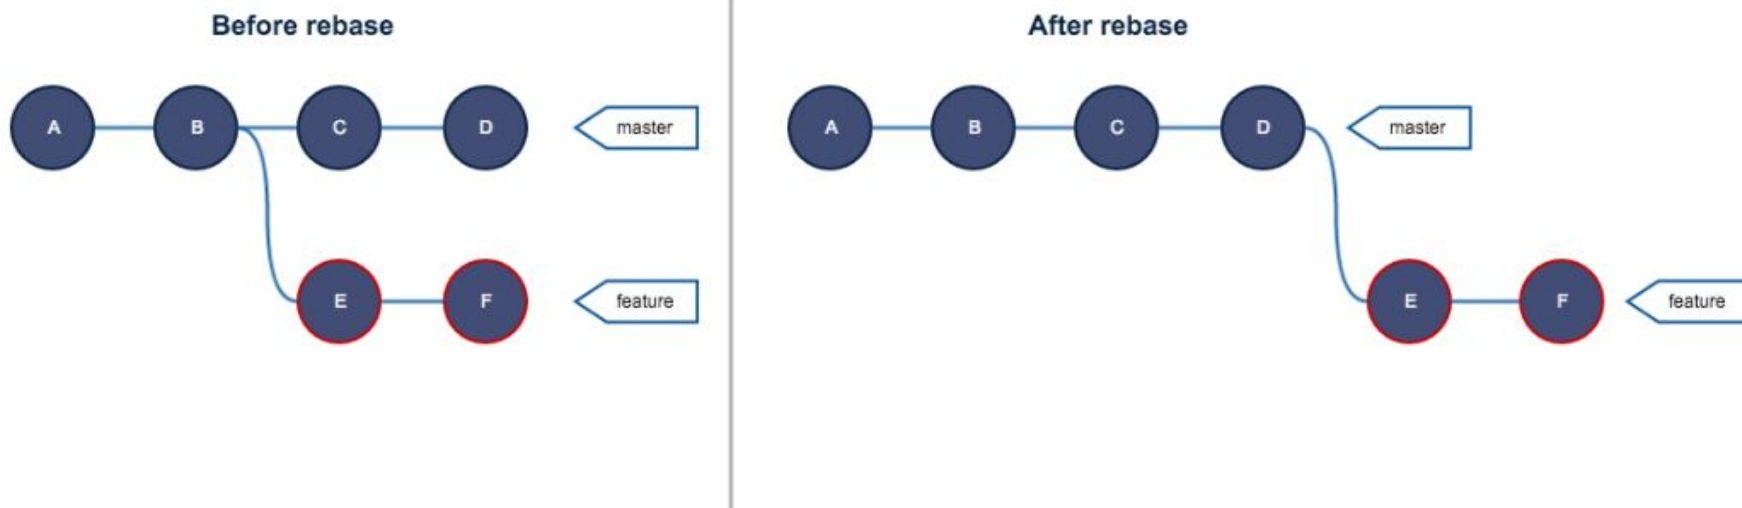 Before rebase
A
B
C
D
master
E
F
feature
After rebase
A
B
C
D
master
E
F
feature